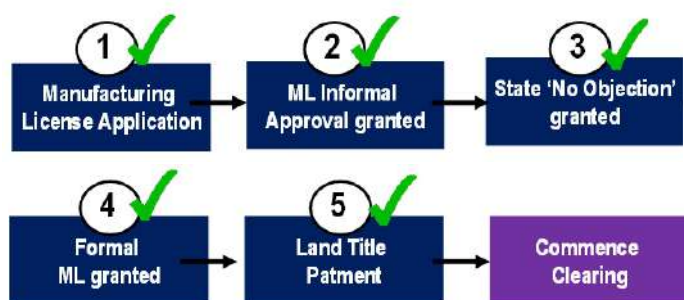 1
Manufacturing
License Application
2
ML Informal
Approval granted
3
State ‘No Objection’
granted
4
Formal
ML granted
5
Land Title
Patment
Commence
Clearing